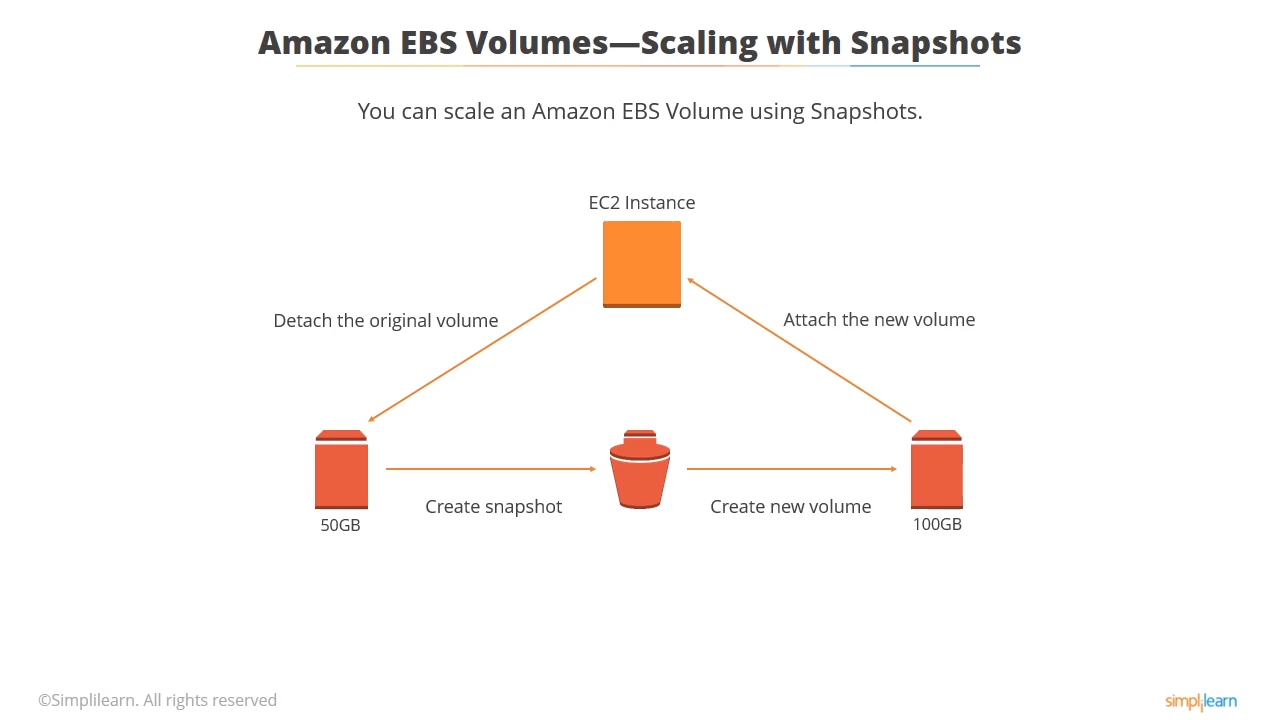 Amazon EBS Volumes—Scaling with Snapshots
You can scale an Amazon EBS Volume using Snapshots.
EC2 Instance
Detach the original volume
Attach the new volume
Create snapshot
Create new volume
50GB
100GB
©Simplilearn. All rights reserved
simplilearn